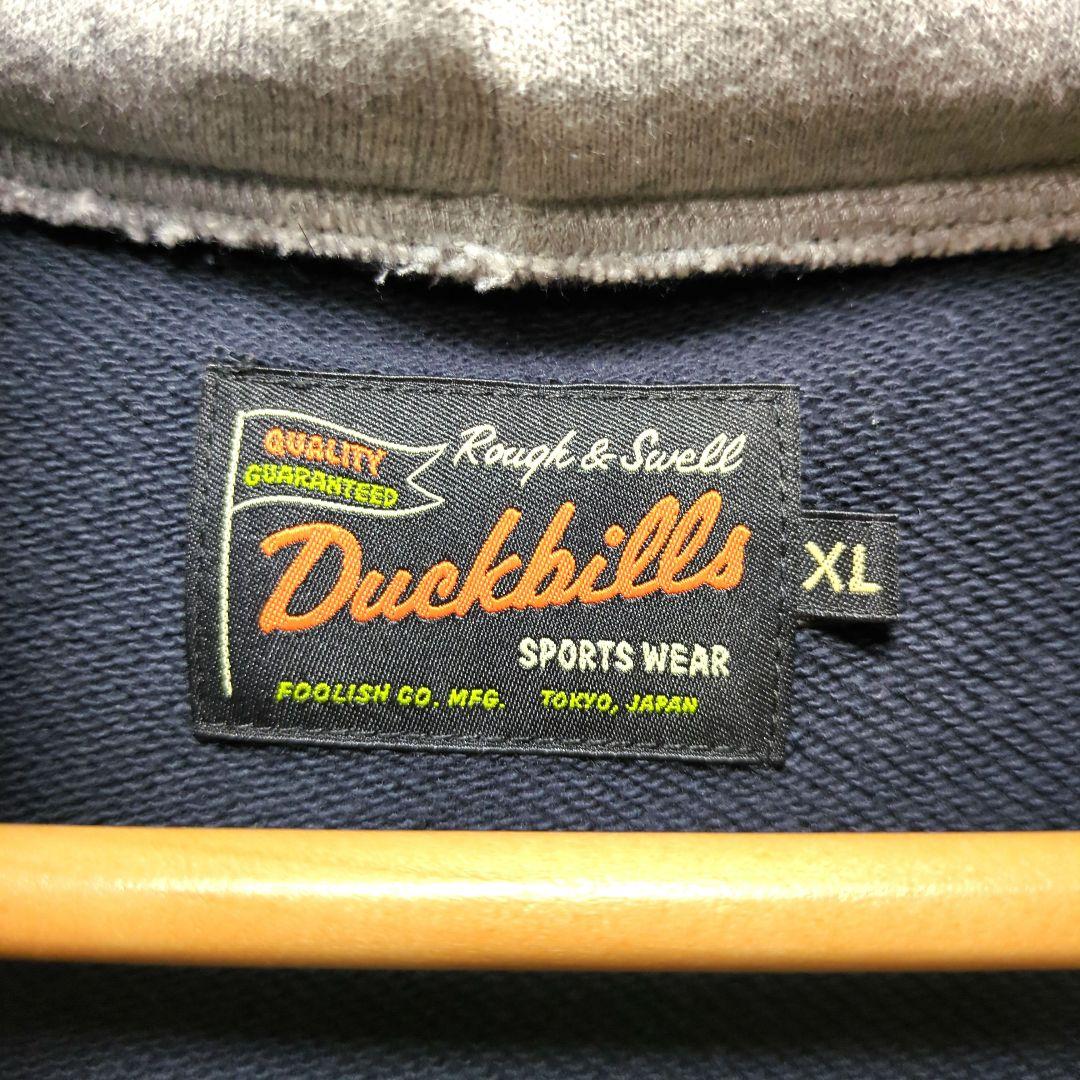 QUALITY
GUARANTEED
Rough & Swell
Duckbills
SPORTS WEAR
FOOLISH CO. MFG. TOKYO, JAPAN
XL